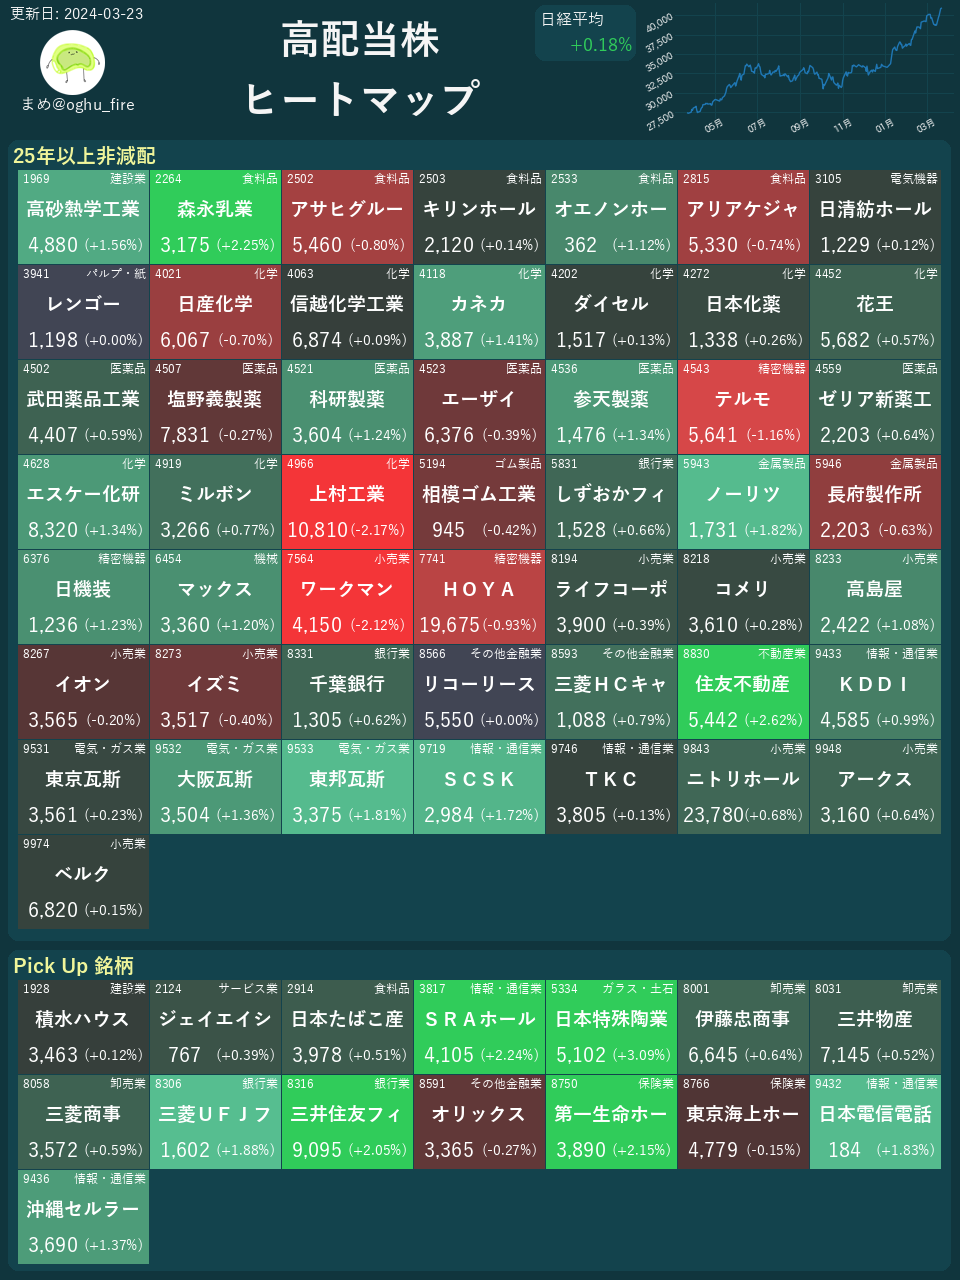 更新日: 2024-03-23
まめ@oghu_fire
高配当株
ヒートマップ
日経平均
+0.18%
40,000
37,500
35,000
32,500
30,000
27,500
05月 07月 09月 11月 01月 03月
25年以上非減配
1969 建設業 2264 食料品 2502 食料品 2503 食料品 2533 食料品 2815 食料品 3105 電気機器
高砂熱学工業 森永乳業 アサヒグルー キリンホール オエノンホー アリアケジャ 日清紡ホール
4,880 (+1.56%) 3,175 (+2.25%) 5,460 (-0.80%) 2,120 (+0.14%) 362 (+1.12%) 5,330 (-0.74%) 1,229 (+0.12%)
3941 パルプ・紙 4021 化学 4063 化学 4118 化学 4202 化学 4272 化学 4452 化学
レンゴー 日産化学 信越化学工業 カネカ ダイセル 日本化薬 花王
1,198 (+0.00%) 6,067 (-0.70%) 6,874 (+0.09%) 3,887 (+1.41%) 1,517 (+0.13%) 1,338 (+0.26%) 5,682 (+0.57%)
4502 医薬品 4507 医薬品 4521 医薬品 4523 医薬品 4536 医薬品 4543 精密機器 4559 医薬品
武田薬品工業 塩野義製薬 科研製薬 エーザイ 参天製薬 テルモ ゼリア新薬工
4,407 (+0.59%) 7,831 (-0.27%) 3,604 (+1.24%) 6,376 (-0.39%) 1,476 (+1.34%) 5,641 (-1.16%) 2,203 (+0.64%)
4628 化学 4919 化学 4966 化学 5194 ゴム製品 5831 銀行業 5943 金属製品 5946 金属製品
エスケー化研 ミルボン 上村工業 相模ゴム工業 しずおかフィ ノーリツ 長府製作所
8,320 (+1.34%) 3,266 (+0.77%) 10,810 (-2.17%) 945 (-0.42%) 1,528 (+0.66%) 1,731 (+1.82%) 2,203 (-0.63%)
6376 精密機器 6454 機械 7564 小売業 7741 精密機器 8194 小売業 8218 小売業 8233 小売業
日機装 マックス ワークマン ＨＯＹＡ ライフコーポ コメリ 高島屋
1,236 (+1.23%) 3,360 (+1.20%) 4,150 (-2.12%) 19,675 (-0.93%) 3,900 (+0.39%) 3,610 (+0.28%) 2,422 (+1.08%)
8267 小売業 8273 小売業 8331 銀行業 8566 その他金融業 8593 その他金融業 8830 不動産業 9433 情報・通信業
イオン イズミ 千葉銀行 リコーリース 三菱ＨＣキャ 住友不動産 ＫＤＤＩ
3,565 (-0.20%) 3,517 (-0.40%) 1,305 (+0.62%) 5,550 (+0.00%) 1,088 (+0.79%) 5,442 (+2.62%) 4,585 (+0.99%)
9531 電気・ガス業 9532 電気・ガス業 9533 電気・ガス業 9719 情報・通信業 9746 情報・通信業 9843 小売業 9948 小売業
東京瓦斯 大阪瓦斯 東邦瓦斯 ＳＣＳＫ ＴＫＣ ニトリホール アークス
3,561 (+0.23%) 3,504 (+1.36%) 3,375 (+1.81%) 2,984 (+1.72%) 3,805 (+0.13%) 23,780 (+0.68%) 3,160 (+0.64%)
9974 小売業
ベルク
6,820 (+0.15%)
Pick Up 銘柄
1928 建設業 2124 サービス業 2914 食料品 3817 情報・通信業 5334 ガラス・土石 8001 卸売業 8031 卸売業
積水ハウス ジェイエイシ 日本たばこ産 ＳＲＡホール 日本特殊陶業 伊藤忠商事 三井物産
3,463 (+0.12%) 767 (+0.39%) 3,978 (+0.51%) 4,105 (+2.24%) 5,102 (+3.09%) 6,645 (+0.64%) 7,145 (+0.52%)
8058 卸売業 8306 銀行業 8316 銀行業 8591 その他金融業 8750 保険業 8766 保険業 9432 情報・通信業
三菱商事 三菱ＵＦＪフ 三井住友フィ オリックス 第一生命ホー 東京海上ホー 日本電信電話
3,572 (+0.59%) 1,602 (+1.88%) 9,095 (+2.05%) 3,365 (-0.27%) 3,890 (+2.15%) 4,779 (-0.15%) 184 (+1.83%)
9436 情報・通信業
沖縄セルラー
3,690 (+1.37%)